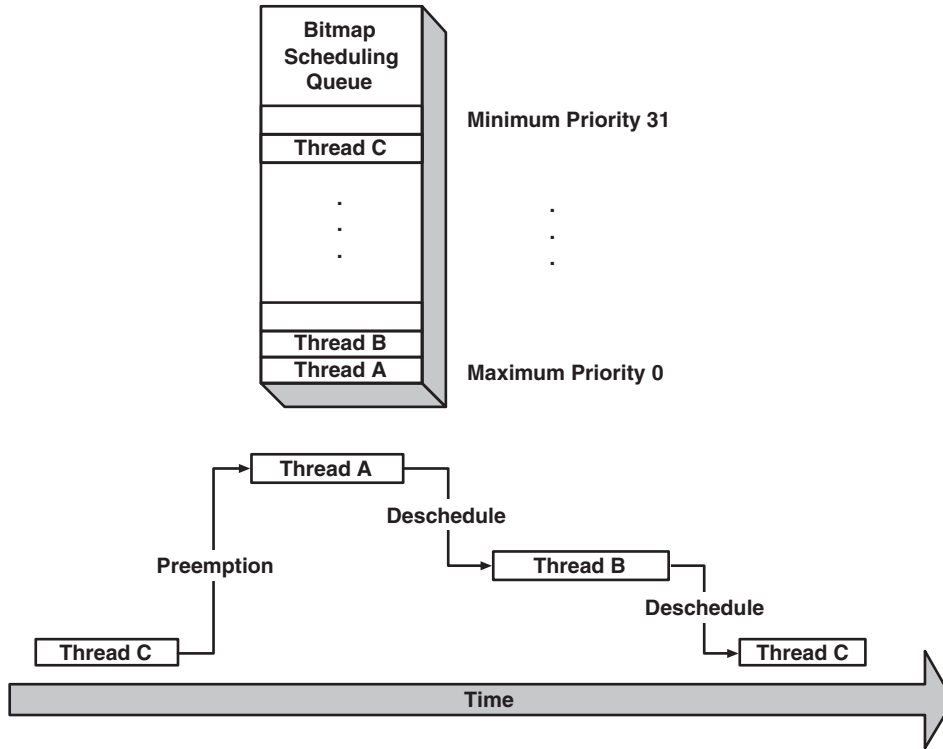 Bitmap
Scheduling
Queue
Minimum Priority 31
Thread C
.
.
.
.
.
.
Thread B
Thread A
Maximum Priority 0
Thread A
Deschedule
Preemption
Thread B
Deschedule
Thread C
Thread C
Time